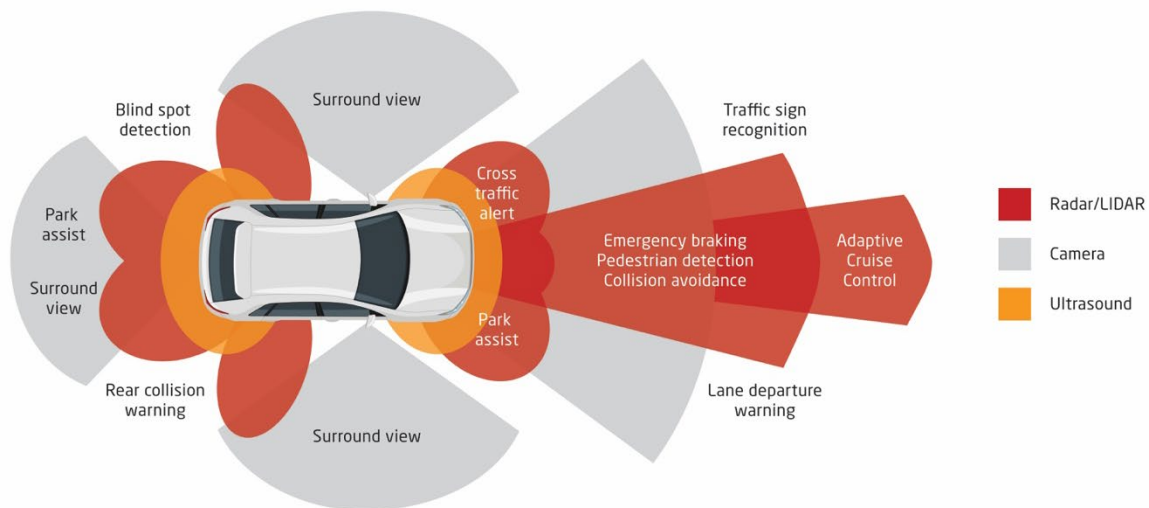 Surround view
Blind spot
detection
Traffic sign
recognition
Cross
traffic
alert
Park
assist
Surround
view
Emergency braking
Pedestrian detection
Collision avoidance
Adaptive
Cruise
Control
Radar/LIDAR
Camera
Ultrasound
Park
assist
Rear collision
warning
Lane departure
warning
Surround view